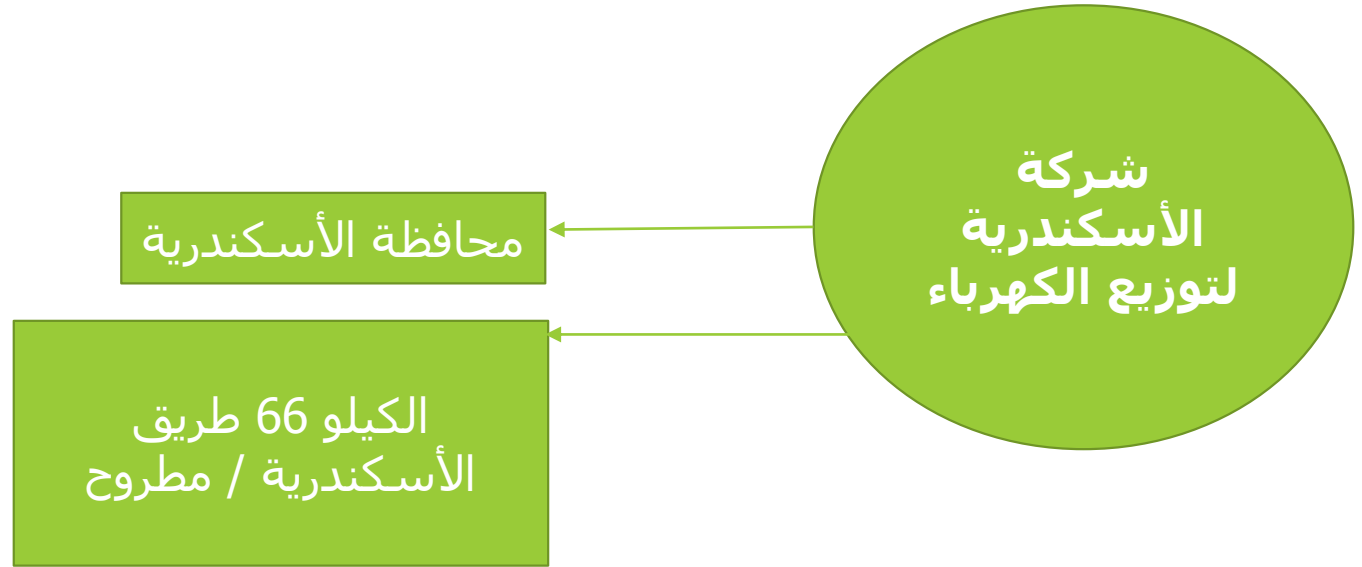 شركة
الأسكندرية
لتوزيع الكهرباء
محافظة الأسكندرية
الكيلو 66 طريق
الأسكندرية / مطروح